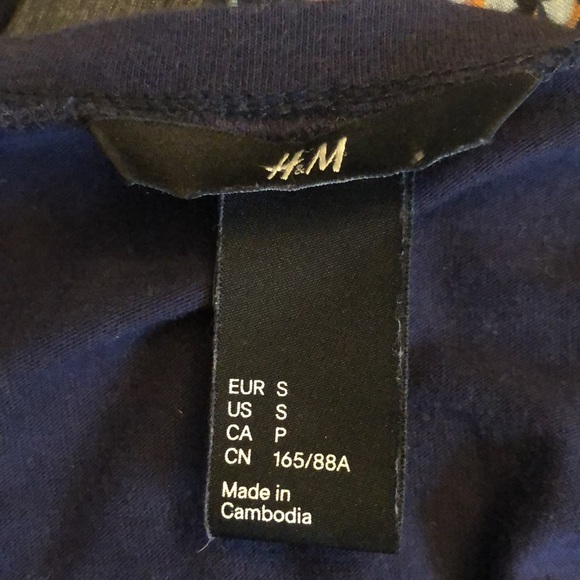 H&M
EUR S
US S
CA P
CN 165/88A
Made in
Cambodia